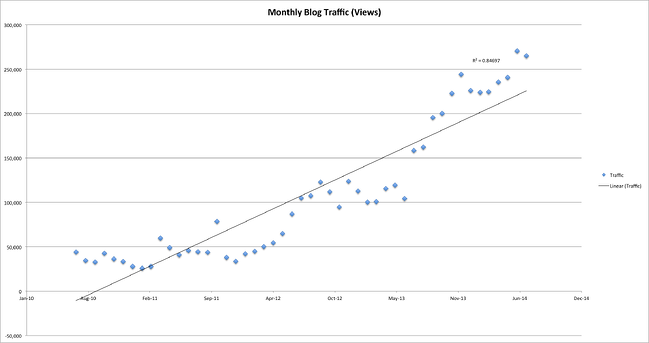 Monthly Blog Traffic (Views)
300,000
250,000
200,000
150,000
100,000
50,000
0
-50,000
Jan-10
Aug-10
Feb-11
Sep-11
Apr-12
Oct-12
May-13
Nov-13
Jun-14
Dec-14
R² = 0.84697
Traffic
Linear (Traffic)